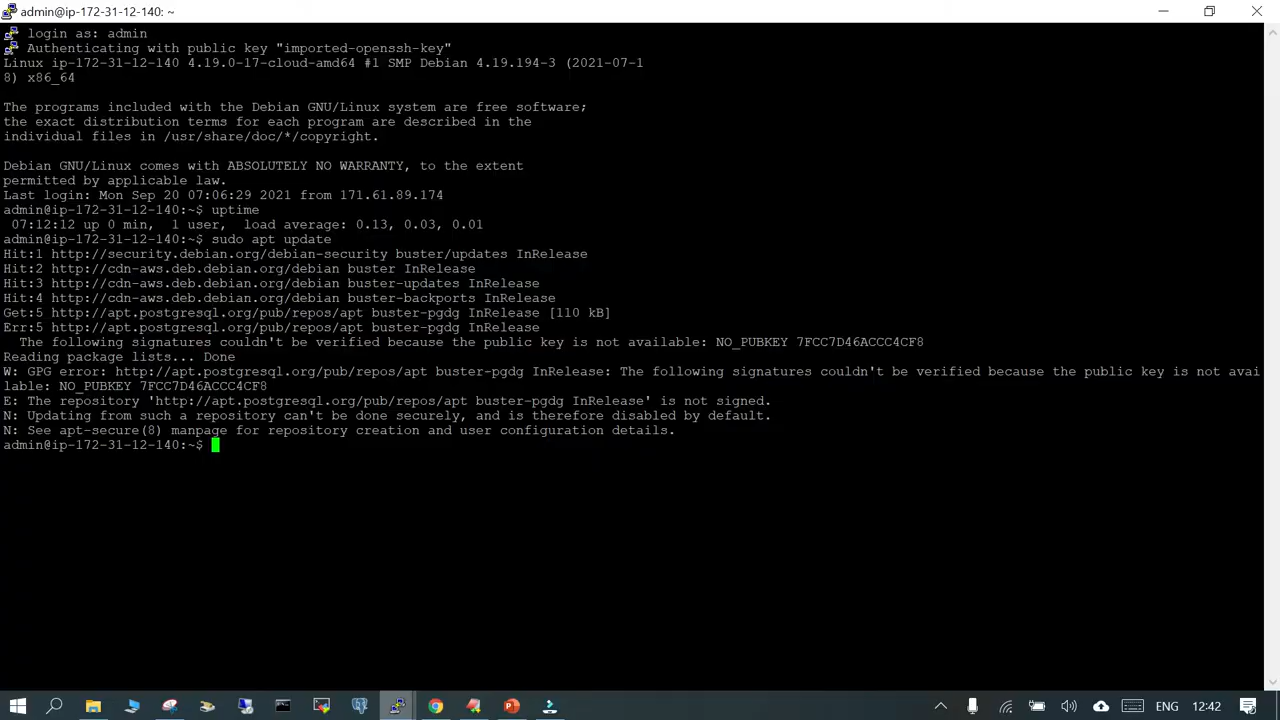 admin@ip-172-31-12-140: ~
login as: admin
Authenticating with public key "imported-openssh-key"
Linux ip-172-31-12-140 4.19.0-17-cloud-amd64 #1 SMP Debian 4.19.194-3 (2021-07-1
8) x86_64
The programs included with the Debian GNU/Linux system are free software;
the exact distribution terms for each program are described in the
individual files in /usr/share/doc/*/copyright.
Debian GNU/Linux comes with ABSOLUTELY NO WARRANTY, to the extent
permitted by applicable law.
Last login: Mon Sep 20 07:06:29 2021 from 171.61.89.174
admin@ip-172-31-12-140:~$ uptime
07:12:12 up 0 min,  1 user,  load average: 0.13, 0.03, 0.01
admin@ip-172-31-12-140:~$ sudo apt update
Hit:1 http://security.debian.org/debian-security buster/updates InRelease
Hit:2 http://cdn-aws.deb.debian.org/debian buster InRelease
Hit:3 http://cdn-aws.deb.debian.org/debian buster-updates InRelease
Hit:4 http://cdn-aws.deb.debian.org/debian buster-backports InRelease
Get:5 http://apt.postgresql.org/pub/repos/apt buster-pgdg InRelease [110 kB]
Err:5 http://apt.postgresql.org/pub/repos/apt buster-pgdg InRelease
The following signatures couldn't be verified because the public key is not available: NO_PUBKEY 7FCC7D46ACCC4CF8
Reading package lists... Done
W: GPG error: http://apt.postgresql.org/pub/repos/apt buster-pgdg InRelease: The following signatures couldn't be verified because the public key is not avai
lable: NO_PUBKEY 7FCC7D46ACCC4CF8
E: The repository 'http://apt.postgresql.org/pub/repos/apt buster-pgdg InRelease' is not signed.
N: Updating from such a repository can't be done securely, and is therefore disabled by default.
N: See apt-secure(8) manpage for repository creation and user configuration details.
admin@ip-172-31-12-140:~$
ENG 12:42